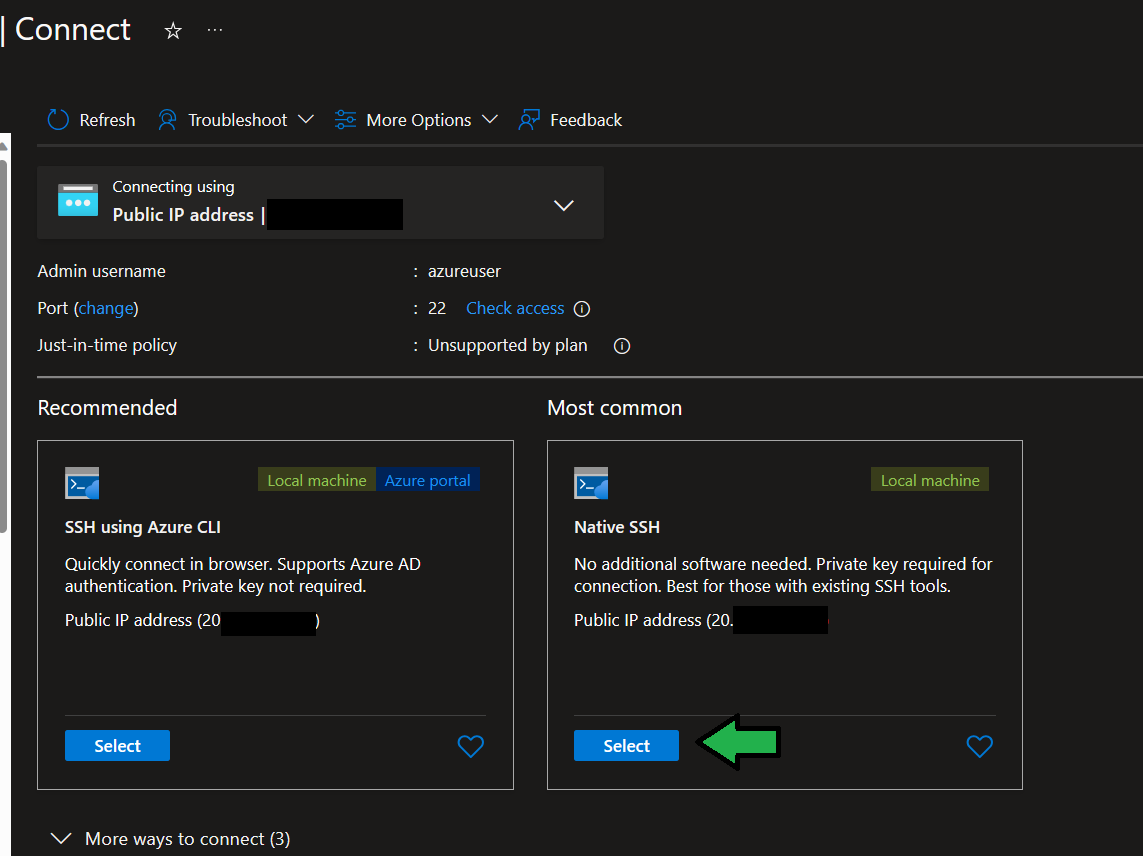 | Connect
Refresh
Troubleshoot
More Options
Feedback
Connecting using
Public IP address |
Admin username : azureuser
Port (change) : 22 Check access
Just-in-time policy : Unsupported by plan
Recommended
Local machine Azure portal
SSH using Azure CLI
Quickly connect in browser. Supports Azure AD
authentication. Private key not required.
Public IP address (20 )
Select
Most common
Local machine
Native SSH
No additional software needed. Private key required for
connection. Best for those with existing SSH tools.
Public IP address (20.
Select
More ways to connect (3)